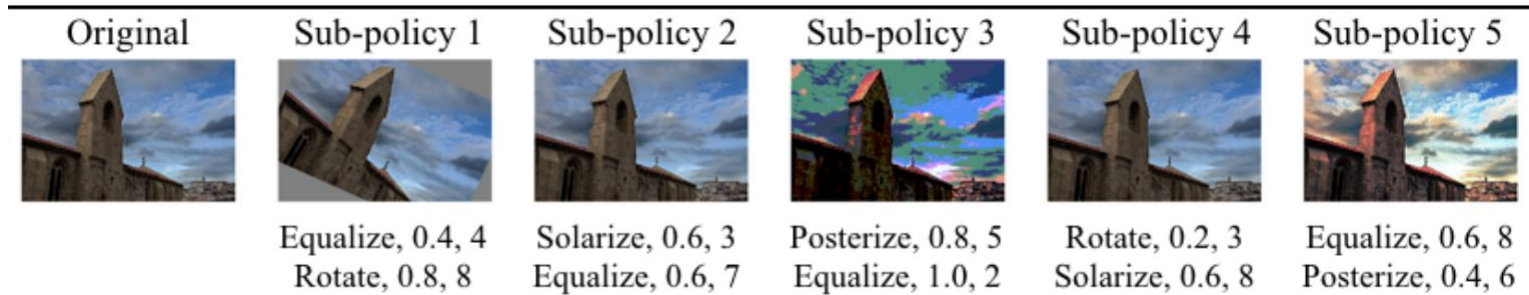 Original Sub-policy 1 Sub-policy 2 Sub-policy 3 Sub-policy 4 Sub-policy 5
Equalize, 0.4, 4 Solarize, 0.6, 3 Posterize, 0.8, 5 Rotate, 0.2, 3 Equalize, 0.6, 8
Rotate, 0.8, 8 Equalize, 0.6, 7 Equalize, 1.0, 2 Solarize, 0.6, 8 Posterize, 0.4, 6